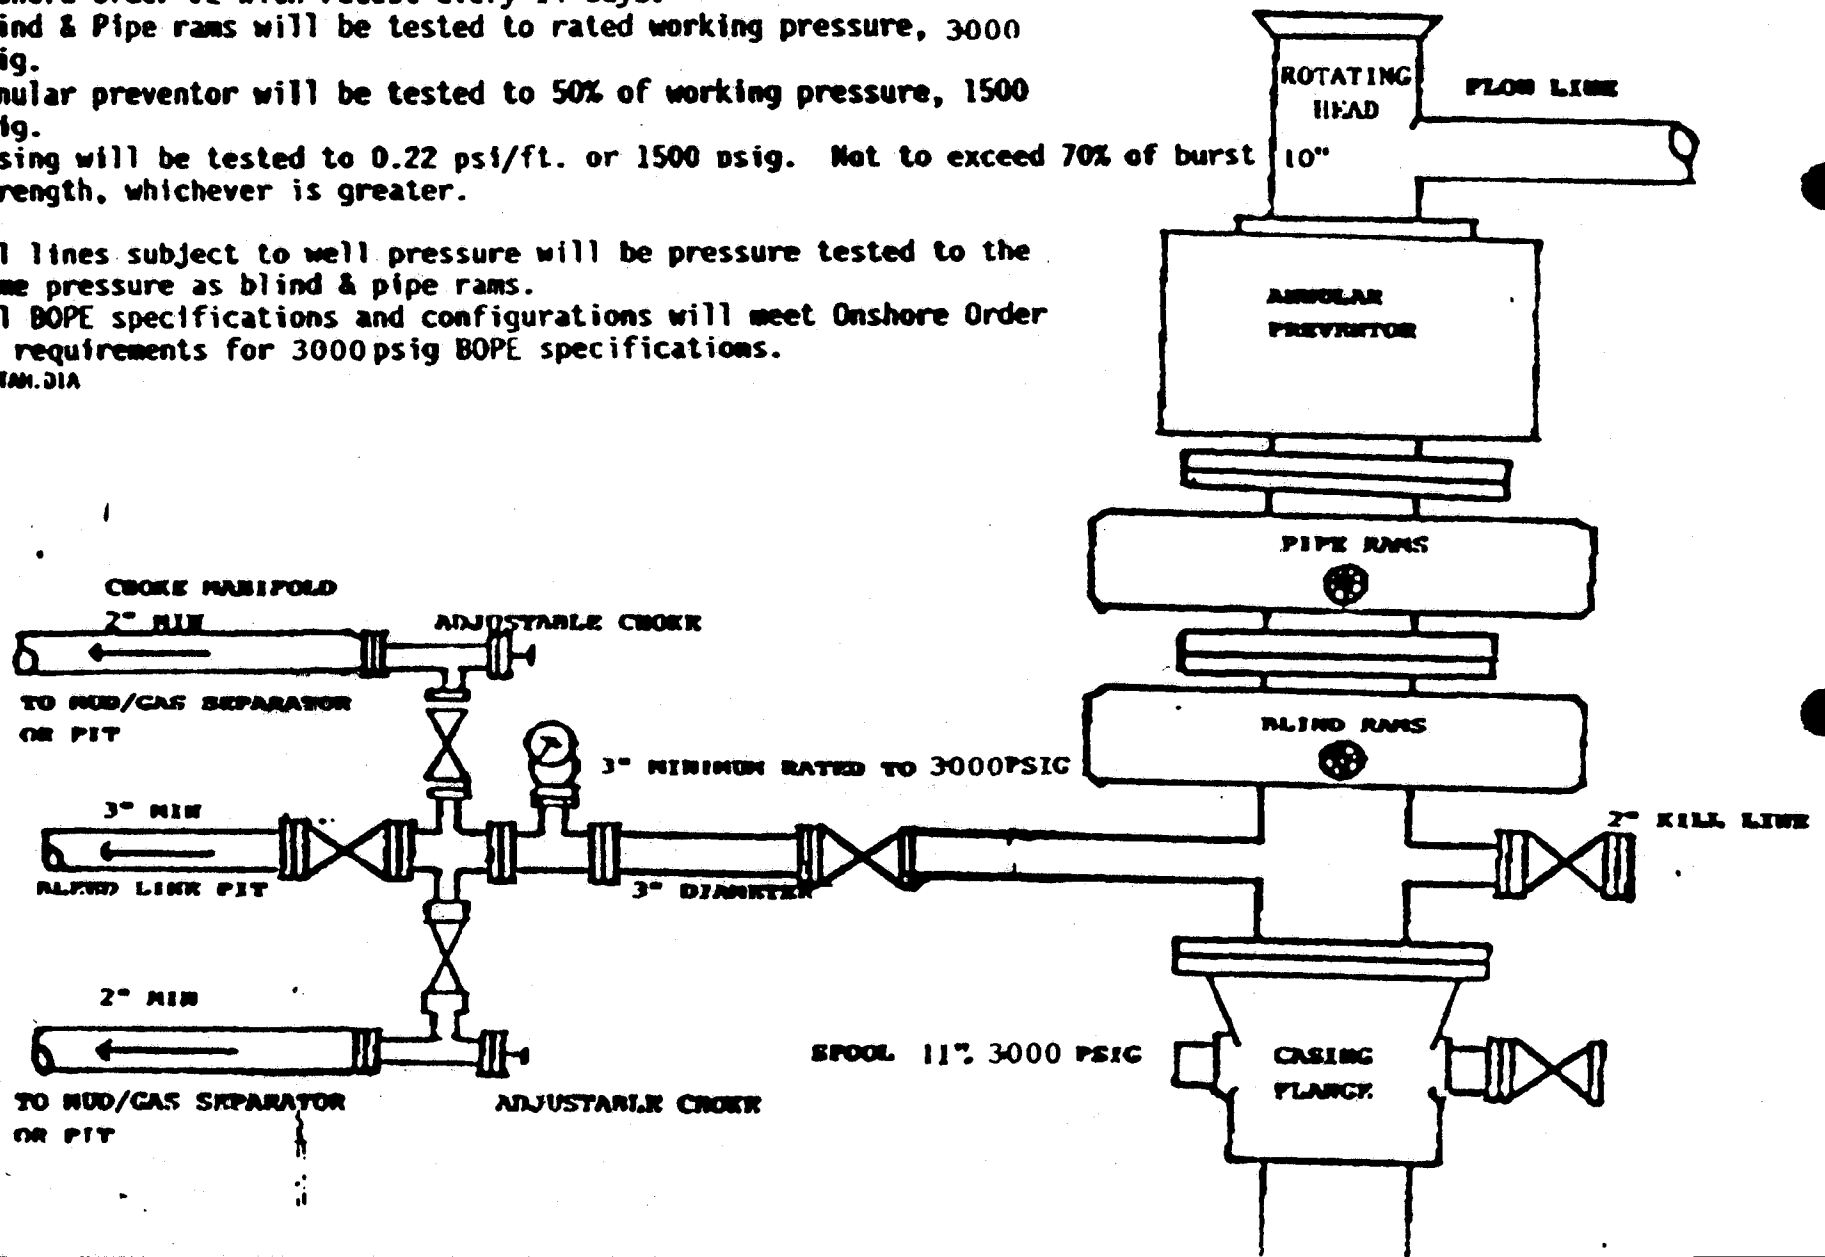 ind & Pipe rams will be tested to rated working pressure, 3000
ig.
nular preventor will be tested to 50% of working pressure, 1500
ig.
sing will be tested to 0.22 psi/ft. or 1500 psig. Not to exceed 70% of burst
rength, whichever is greater.
l lines subject to well pressure will be pressure tested to the
me pressure as blind & pipe rams.
l BOPE specifications and configurations will meet Onshore Order
requirements for 3000 psig BOPE specifications.
TAM.DIA
ROTATING
HEAD
FLOW LINE
10"
ANNULAR
PREVENTOR
PIPE RAMS
CHOKE MANIFOLD
2" MIN
ADJUSTABLE CHOKE
TO MUD/GAS SEPARATOR
OR PIT
BLIND RAMS
3" MINIMUM RATED TO 3000PSIG
3" MIN
2" KILL LINE
BLEED LINE PIT
3" DIAMETER
2" MIN
SPOOL 11", 3000 PSIG
CASING
FLANGE
TO MUD/GAS SEPARATOR
OR PIT
ADJUSTABLE CHOKE